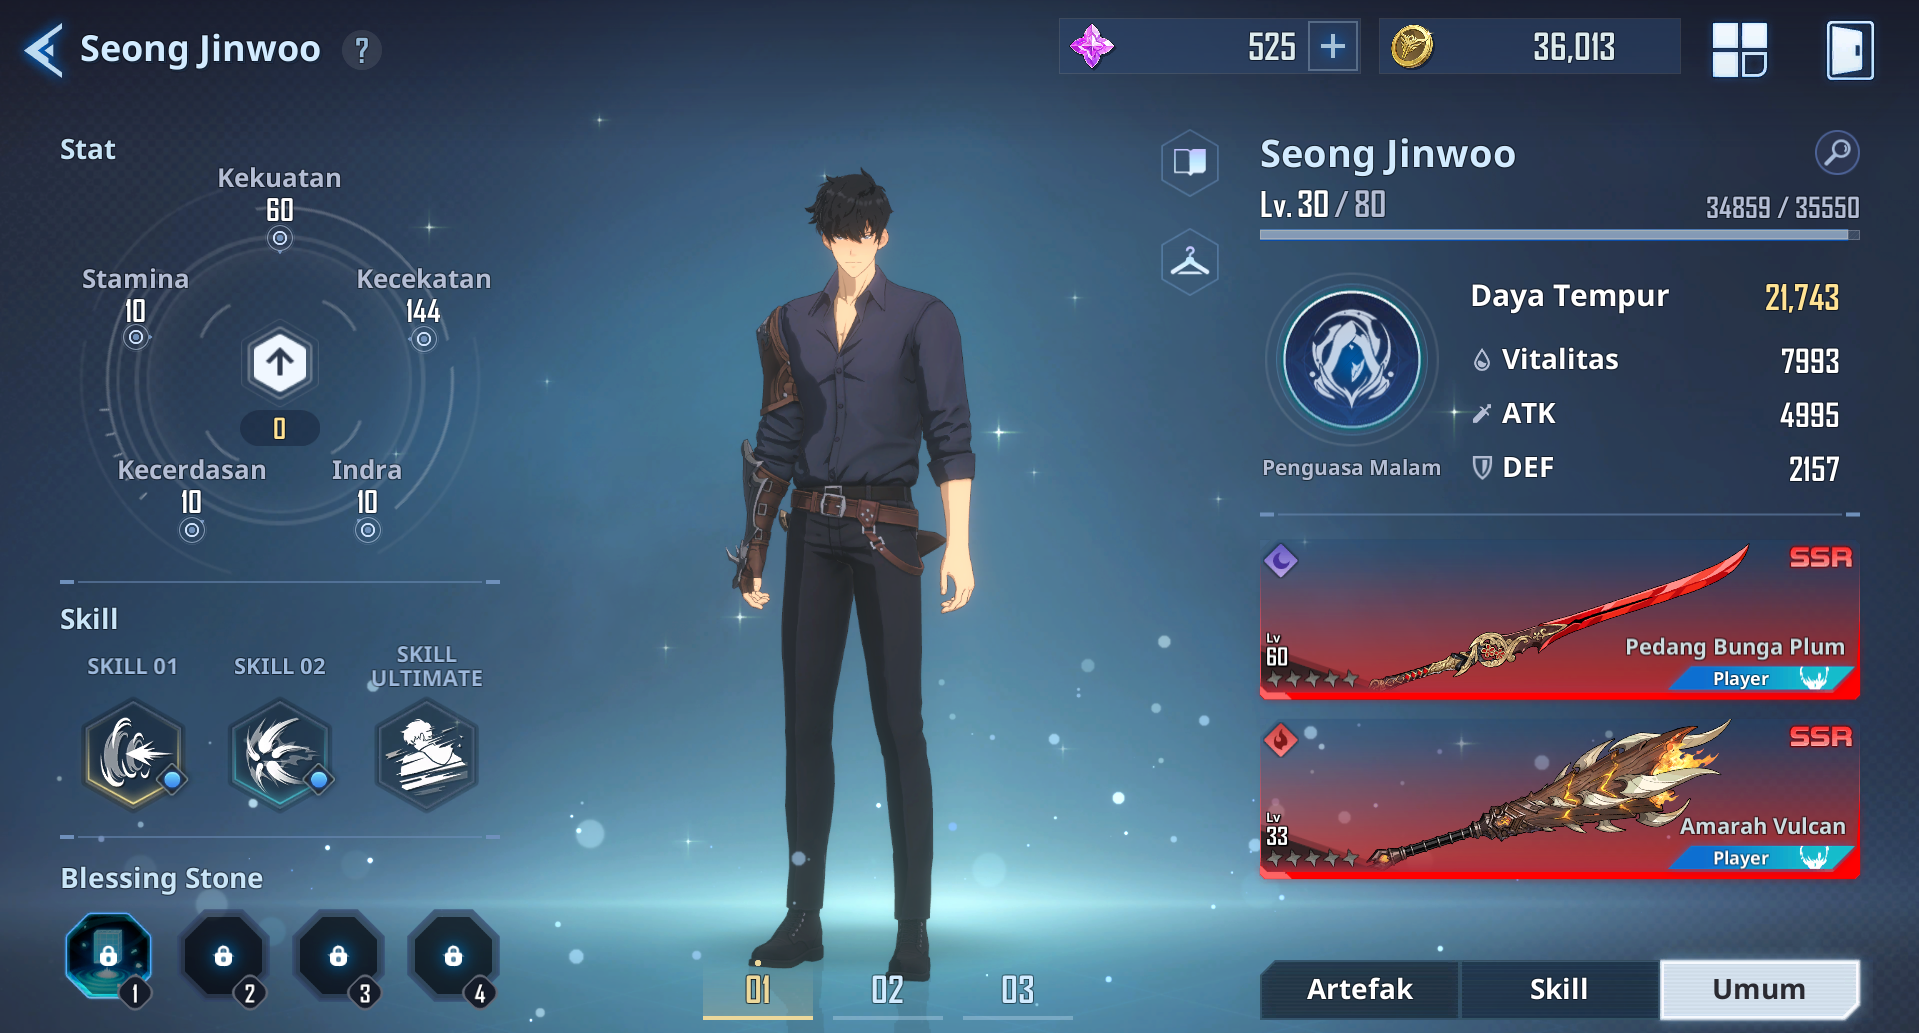 Seong Jinwoo ?
525 +
36,013
Stat
Kekuatan
60
Stamina
10
Kecekatan
144
0
Kecerdasan
10
Indra
10
Skill
SKILL 01
SKILL 02
SKILL
ULTIMATE
Blessing Stone
1
2
3
4
01
02
03
Seong Jinwoo
Lv. 30 / 80
34859 / 35550
Penguasa Malam
Daya Tempur 21,743
Vitalitas 7993
ATK 4995
DEF 2157
SSR
Lv
60
Pedang Bunga Plum
Player
SSR
Lv
33
Amarah Vulcan
Player
Artefak
Skill
Umum